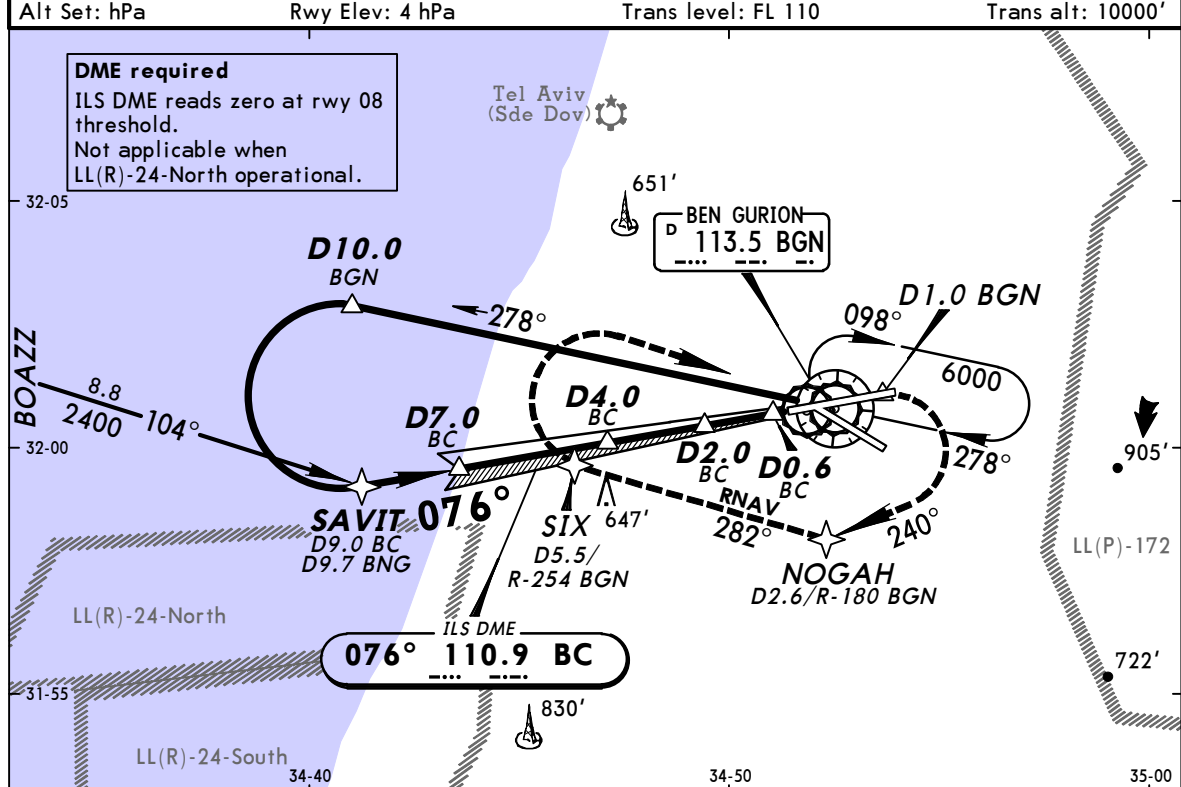 Alt Set: hPa Rwy Elev: 4 hPa Trans level: FL 110 Trans alt: 10000'
DME required
ILS DME reads zero at rwy 08
threshold.
Not applicable when
LL(R)-24-North operational.
Tel Aviv
(Sde Dov)
32-05
651'
BEN GURION
D 113.5 BGN
D10.0
BGN
278°
D1.0 BGN
098°
6000
278°
BOAZZ
8.8
2400
104°
D7.0
BC
D4.0
BC
D2.0
BC
D0.6
BC
32-00
905'
SAVIT
D9.0 BC
D9.7 BNG
076°
SIX
D5.5/
R-254 BGN
647'
RNAV
282°
240°
NOGAH
D2.6/R-180 BGN
LL(P)-172
LL(R)-24-North
ILS DME
076° 110.9 BC
31-55
722'
830'
LL(R)-24-South
34-40
34-50
35-00